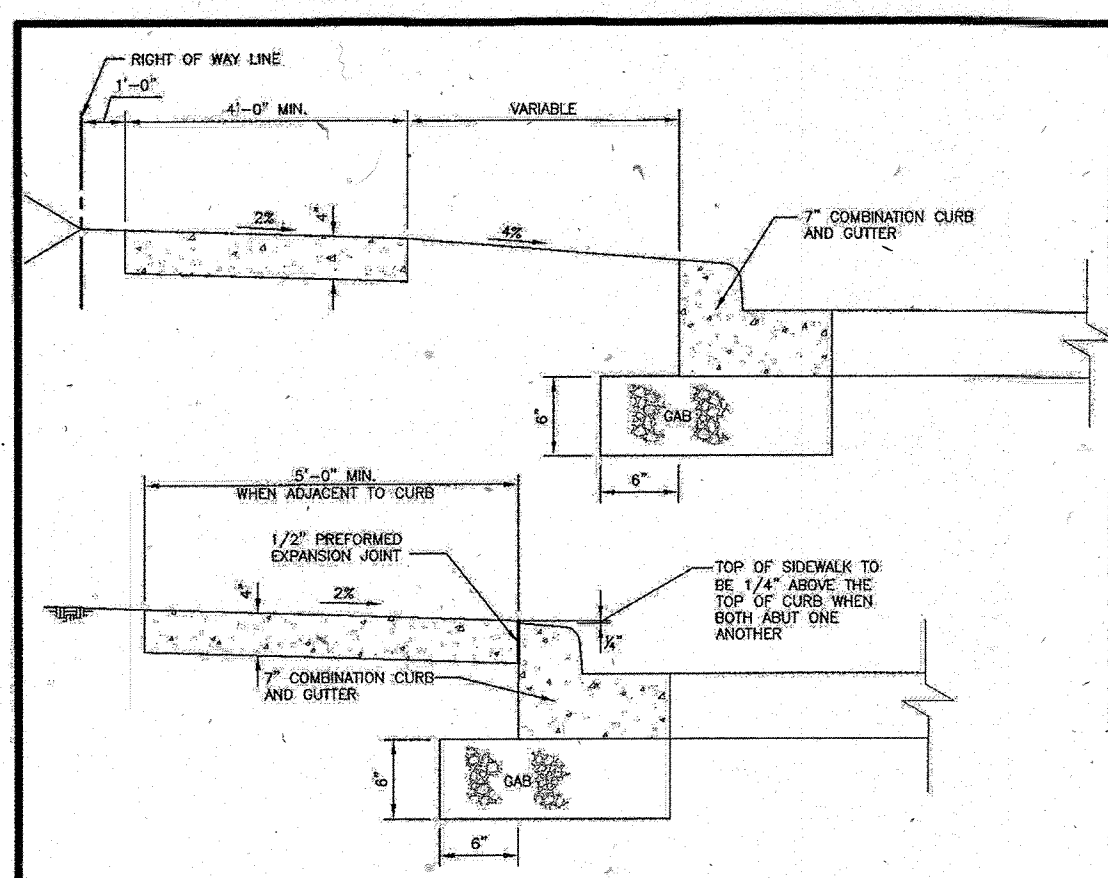 RIGHT OF WAY LINE
1'-0"
4'-0" MIN.
VARIABLE
2%
4"
4%
7" COMBINATION CURB
AND GUTTER
6"
GAB
6"
5'-0" MIN.
WHEN ADJACENT TO CURB
1/2" PREFORMED
EXPANSION JOINT
4"
2%
TOP OF SIDEWALK TO
BE 1/4" ABOVE THE
TOP OF CURB WHEN
BOTH ABUT ONE
ANOTHER
1/4"
7" COMBINATION CURB
AND GUTTER
6"
GAB
6"